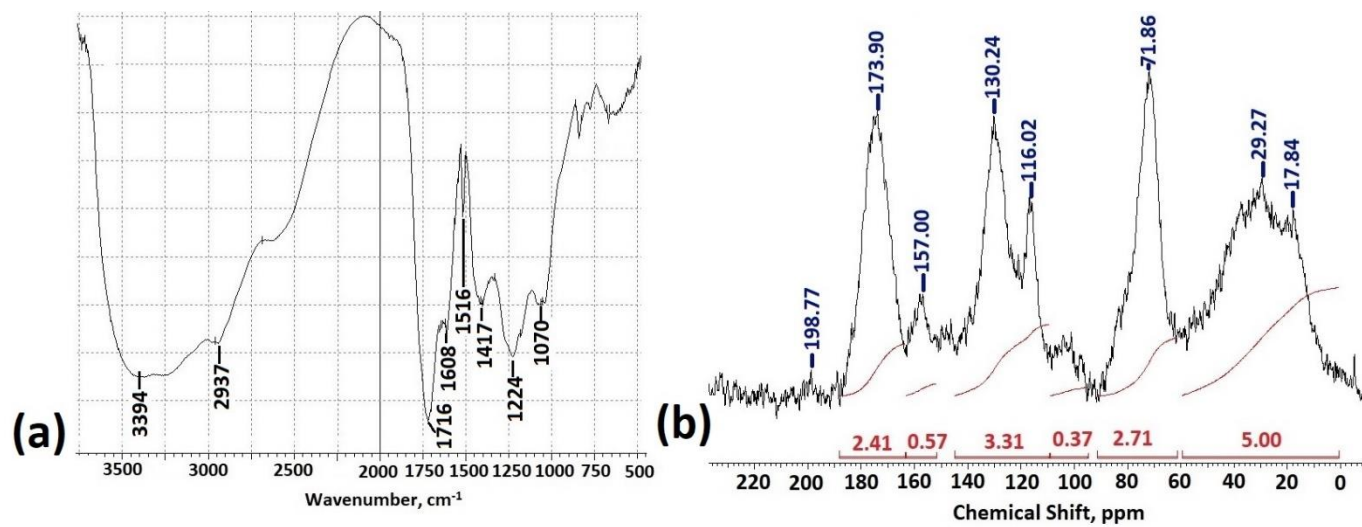 (a)
3394
2937
1716
1608
1516
1417
1224
1070
3500 3000 2500 2000 1750 1500 1250 1000 750 500
Wavenumber, cm⁻¹
(b)
198.77
173.90
157.00
130.24
116.02
71.86
29.27
17.84
2.41 0.57 3.31 0.37 2.71 5.00
220 200 180 160 140 120 100 80 60 40 20 0
Chemical Shift, ppm